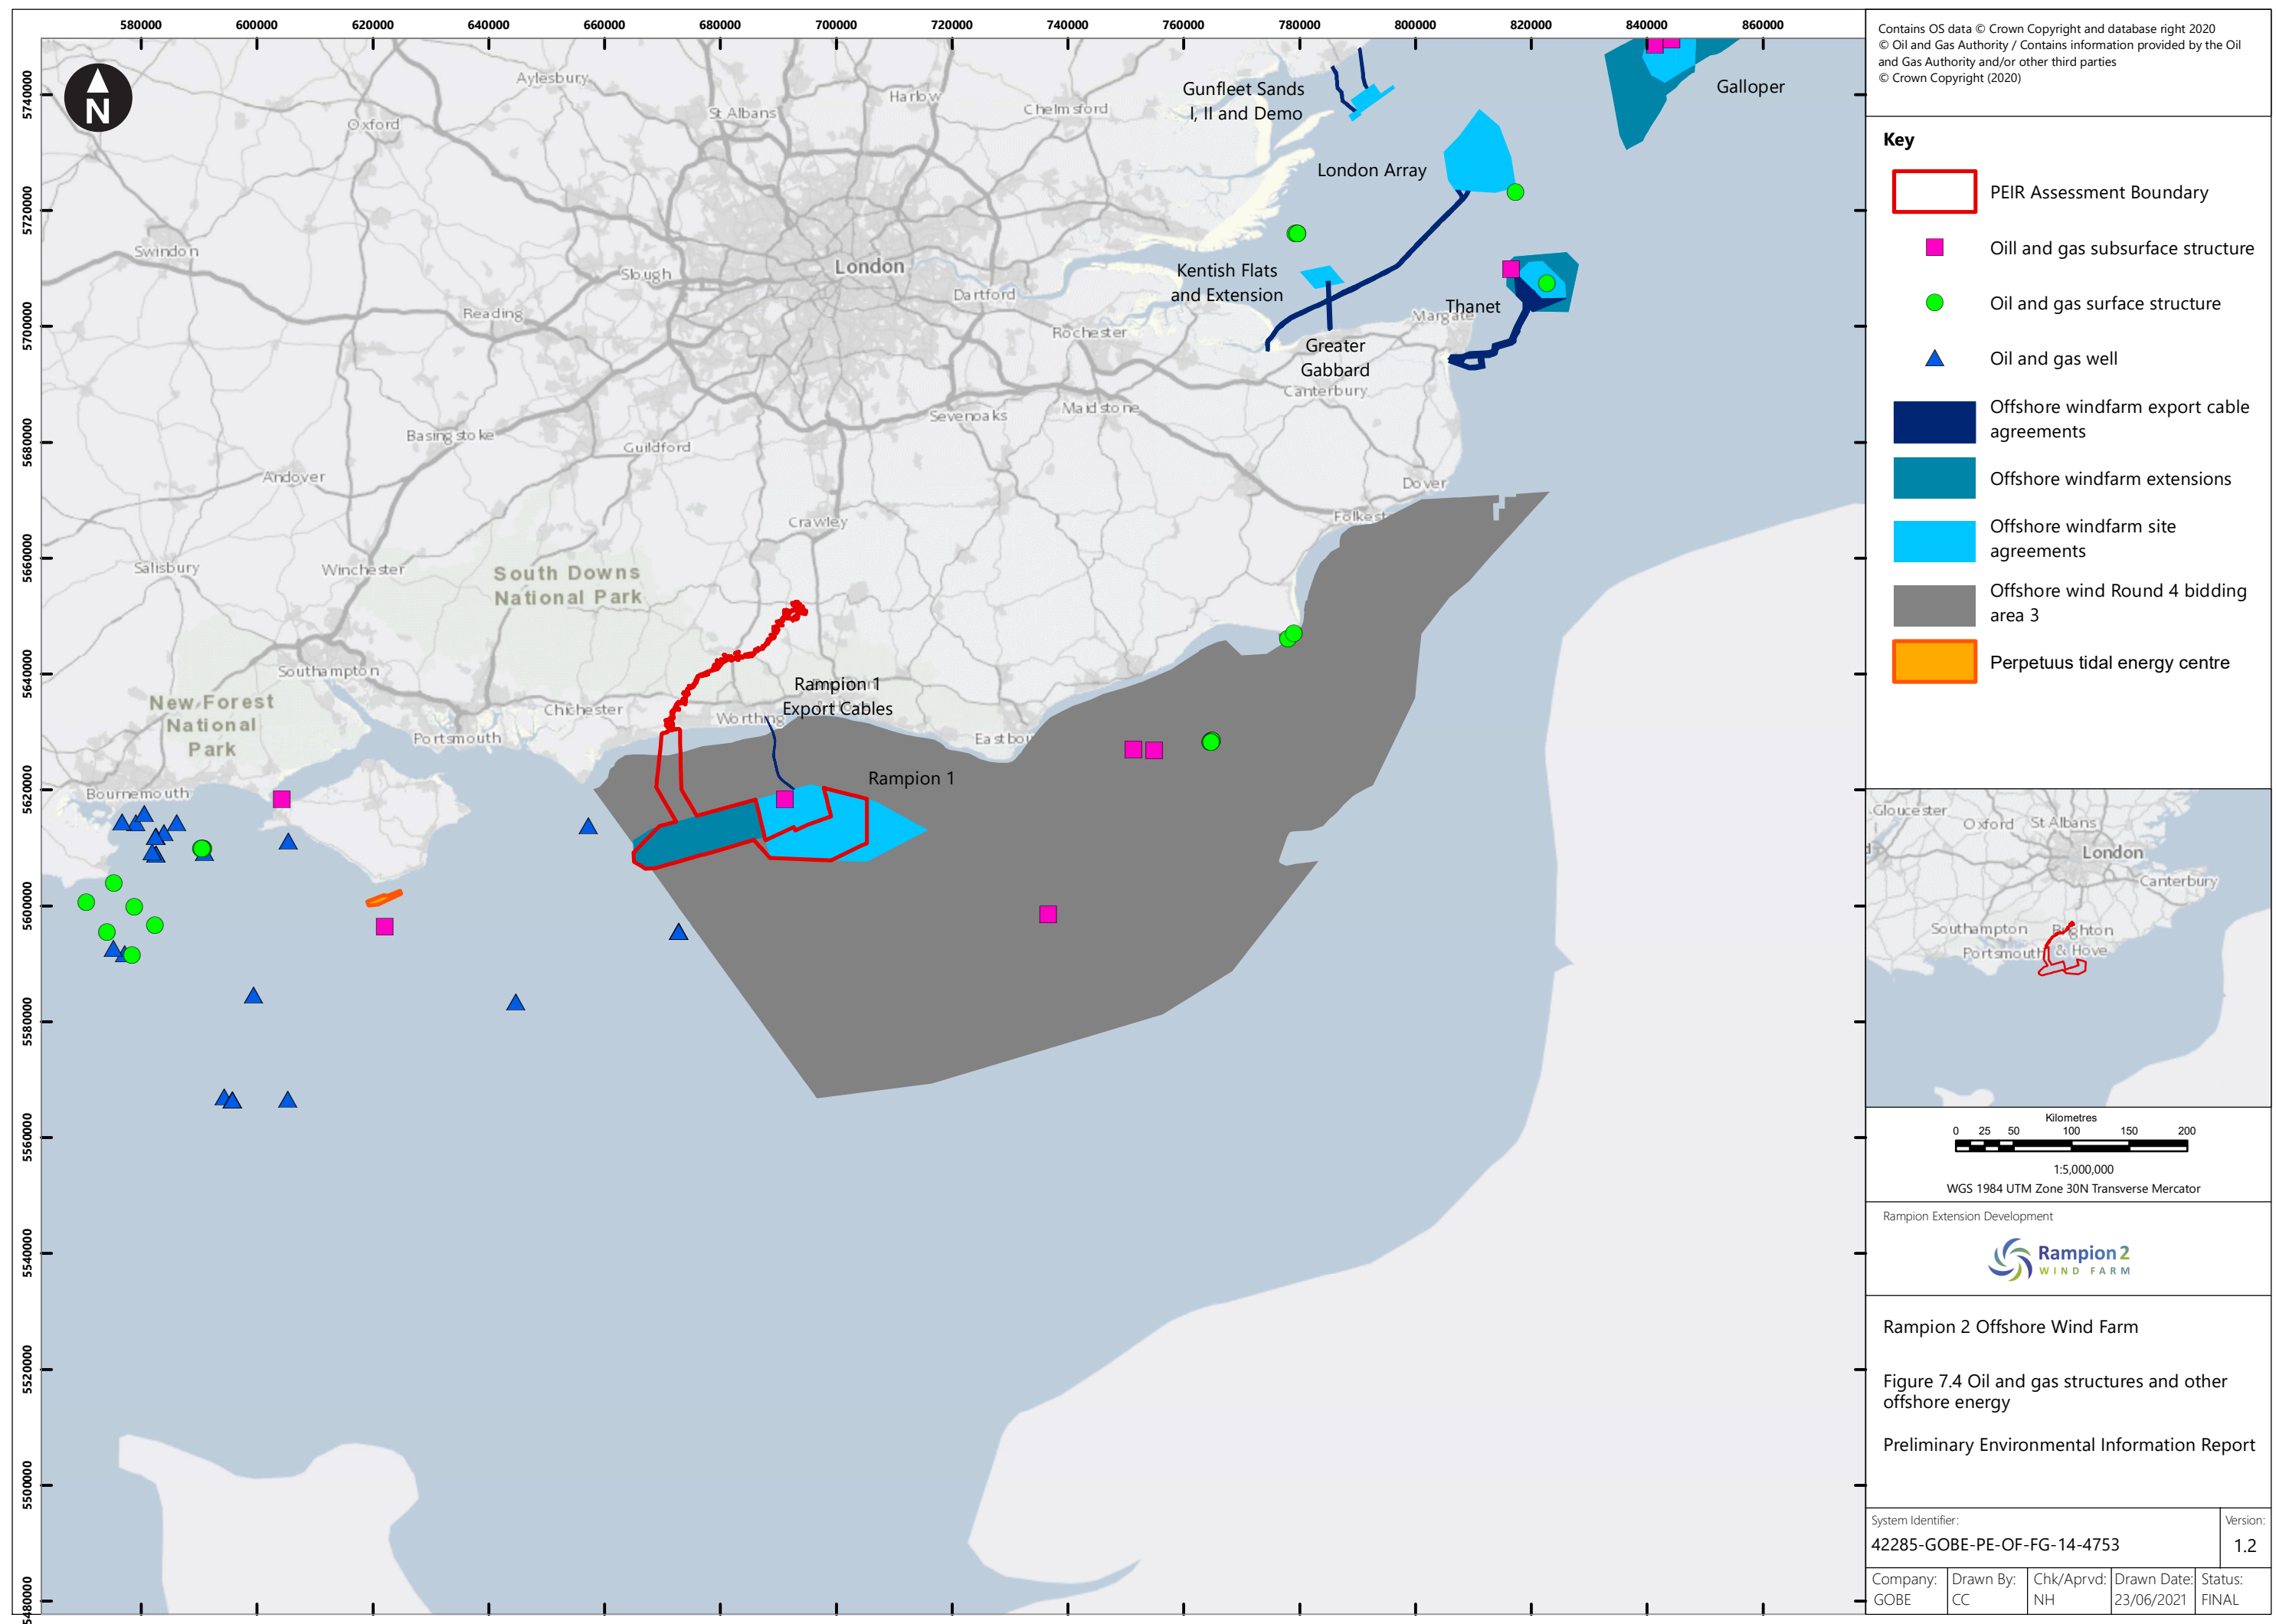 580000 600000 620000 640000 660000 680000 700000 720000 740000 760000 780000 800000 820000 840000 860000
5740000
5720000
5700000
5680000
5660000
5640000
5620000
5600000
5580000
5560000
5540000
5520000
5500000
5480000
N
Aylesbury
Oxford
St Albans
Harlow
Chelmsford
Gunfleet Sands
I, II and Demo
Galloper
London Array
Swindon
Slough
London
Dartford
Kentish Flats
and Extension
Reading
Rochester
Margate
Thanet
Greater
Gabbard
Canterbury
Basingstoke
Guildford
Sevenoaks
Maidstone
Andover
Dover
Crawley
Folkest
Salisbury
Winchester
South Downs
National Park
Southampton
New Forest
National
Park
Chichester
Portsmouth
Worthing
Rampion 1
Export Cables
Eastbou
Rampion 1
Bournemouth
Contains OS data © Crown Copyright and database right 2020
© Oil and Gas Authority / Contains information provided by the Oil
and Gas Authority and/or other third parties
© Crown Copyright (2020)
Key
PEIR Assessment Boundary
Oill and gas subsurface structure
Oil and gas surface structure
Oil and gas well
Offshore windfarm export cable
agreements
Offshore windfarm extensions
Offshore windfarm site
agreements
Offshore wind Round 4 bidding
area 3
Perpetuus tidal energy centre
Gloucester
Oxford
St Albans
London
Canterbury
Southampton
Brighton
Portsmouth
& Hove
Kilometres
0 25 50 100 150 200
1:5,000,000
WGS 1984 UTM Zone 30N Transverse Mercator
Rampion Extension Development
Rampion 2
WIND FARM
Rampion 2 Offshore Wind Farm
Figure 7.4 Oil and gas structures and other
offshore energy
Preliminary Environmental Information Report
System Identifier:
42285-GOBE-PE-OF-FG-14-4753
Version:
1.2
Company: Drawn By: Chk/Aprvd: Drawn Date: Status:
GOBE CC NH 23/06/2021 FINAL